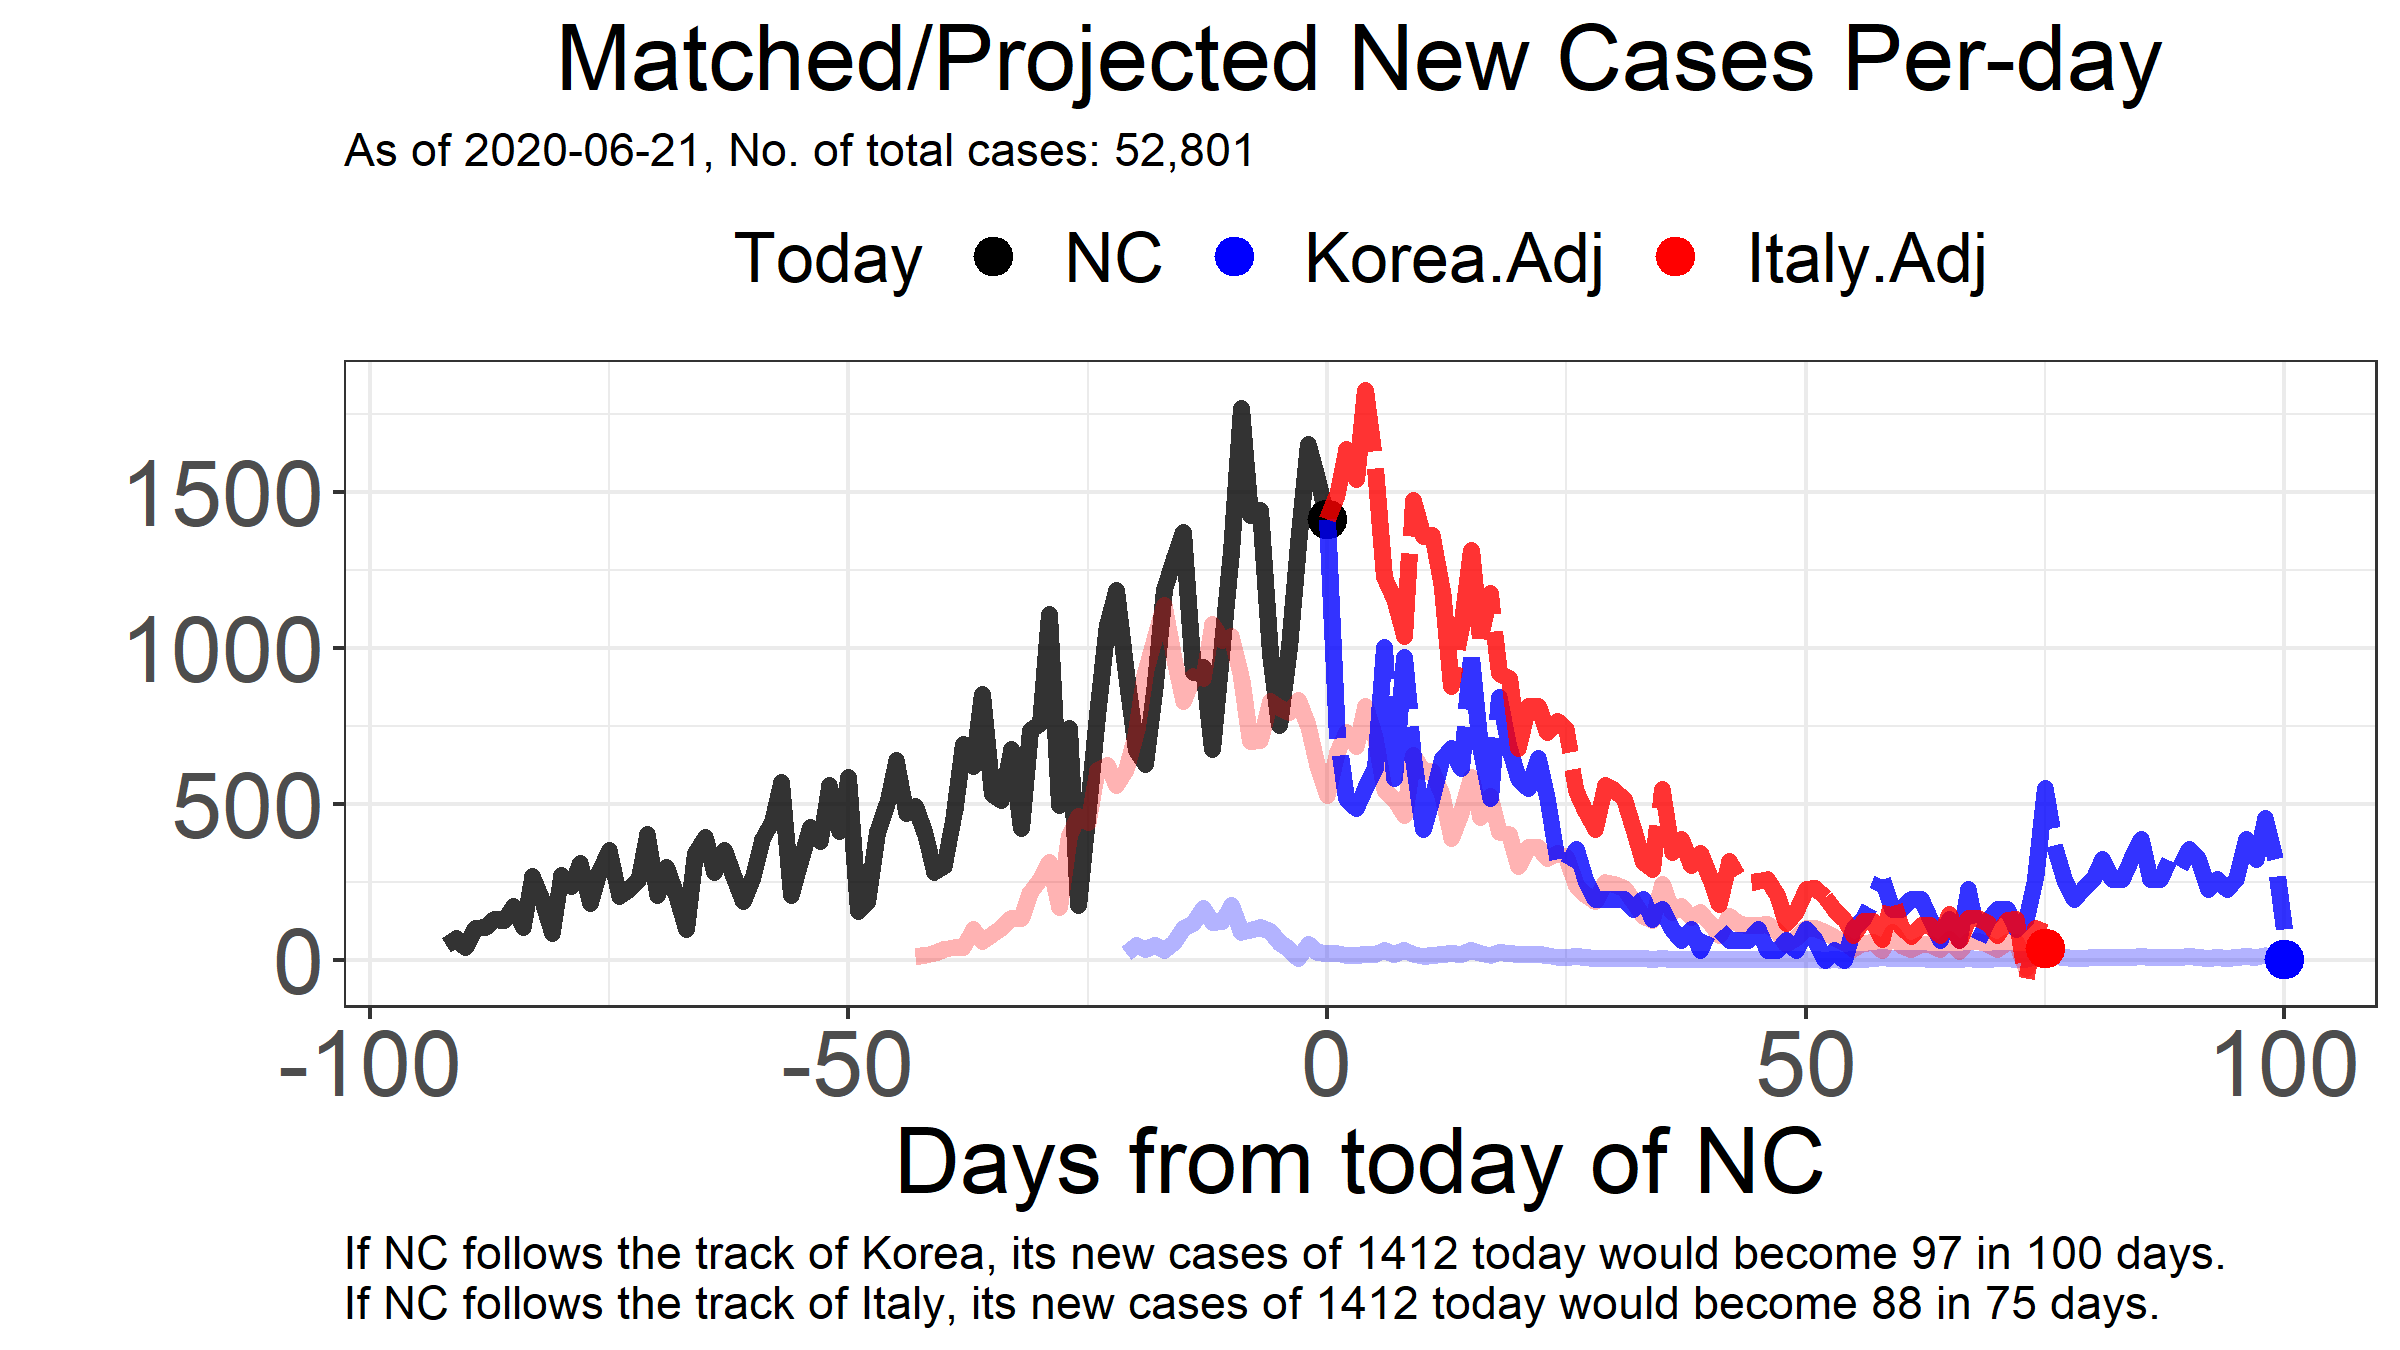 Matched/Projected New Cases Per-day
As of 2020-06-21, No. of total cases: 52,801
Today NC Korea.Adj Italy.Adj
1500
1000
500
0
-100 -50 0 50 100
Days from today of NC
If NC follows the track of Korea, its new cases of 1412 today would become 97 in 100 days.
If NC follows the track of Italy, its new cases of 1412 today would become 88 in 75 days.